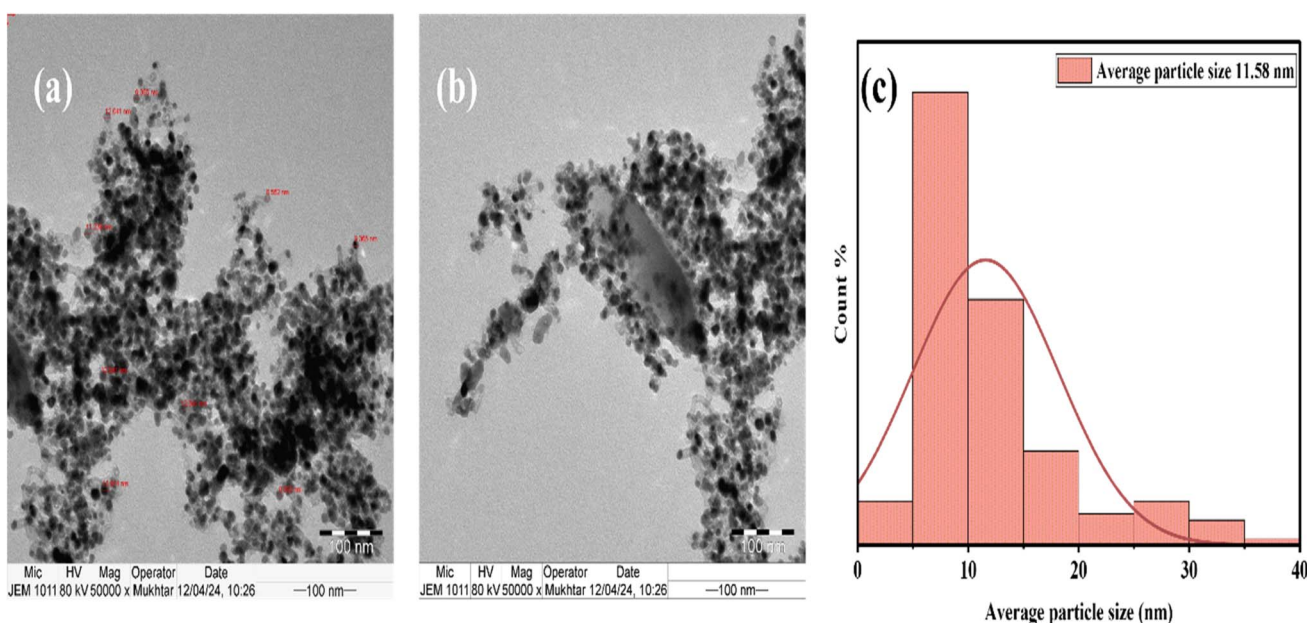 (a)
100 nm
Mic HV Mag Operator Date
JEM 1011 80 kV 50000 x Mukhtar 12/04/24, 10:26 —100 nm—
(b)
100 nm
Mic HV Mag Operator Date
JEM 1011 80 kV 50000 x Mukhtar 12/04/24, 10:26 —100 nm—
(c)
Average particle size 11.58 nm
Count %
0 10 20 30 40
Average particle size (nm)